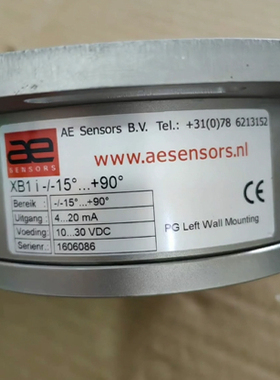 ae
SENSORS
AE Sensors B.V. Tel.: +31(0)78 6213152
www.aesensors.nl
XB1 i -/-15°...+90°
Bereik : -/-15°...+90°
Uitgang : 4...20 mA
Voeding: 10...30 VDC
Serienr.: 1606086
PG Left Wall Mounting
CE